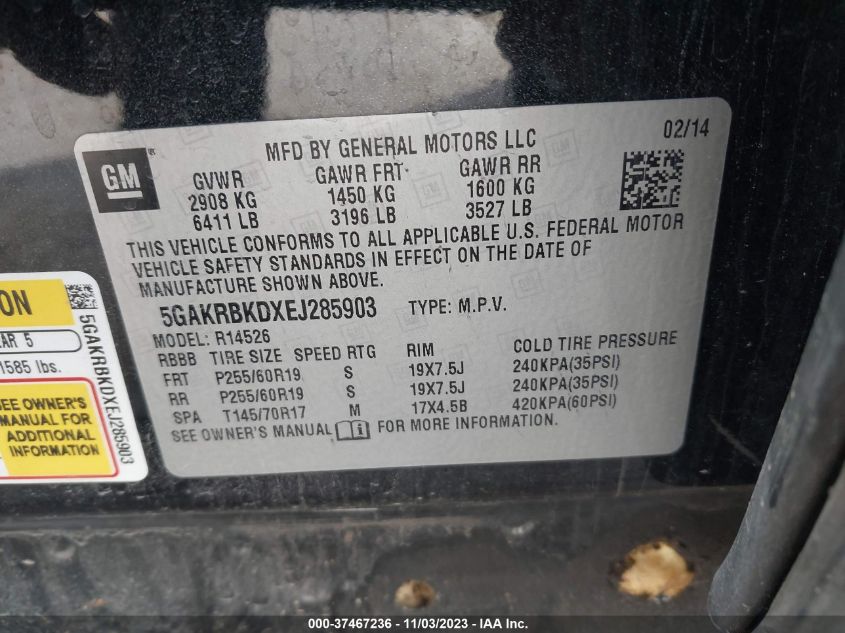 GM
MFD BY GENERAL MOTORS LLC
02/14
GVWR GAWR FRT GAWR RR
2908 KG 1450 KG 1600 KG
6411 LB 3196 LB 3527 LB
THIS VEHICLE CONFORMS TO ALL APPLICABLE U.S. FEDERAL MOTOR
VEHICLE SAFETY STANDARDS IN EFFECT ON THE DATE OF
MANUFACTURE SHOWN ABOVE.
5GAKRBKDXEJ285903 TYPE: M.P.V.
MODEL: R14526
RBBB TIRE SIZE SPEED RTG RIM COLD TIRE PRESSURE
FRT P255/60R19 S 19X7.5J 240KPA(35PSI)
RR P255/60R19 S 19X7.5J 240KPA(35PSI)
SPA T145/70R17 M 17X4.5B 420KPA(60PSI)
SEE OWNER'S MANUAL i FOR MORE INFORMATION.
ON
AR 5
1585 lbs.
SEE OWNER'S
MANUAL FOR
ADDITIONAL
INFORMATION
5GAKRBKDXEJ285903
000-37467236 - 11/03/2023 - IAA Inc.